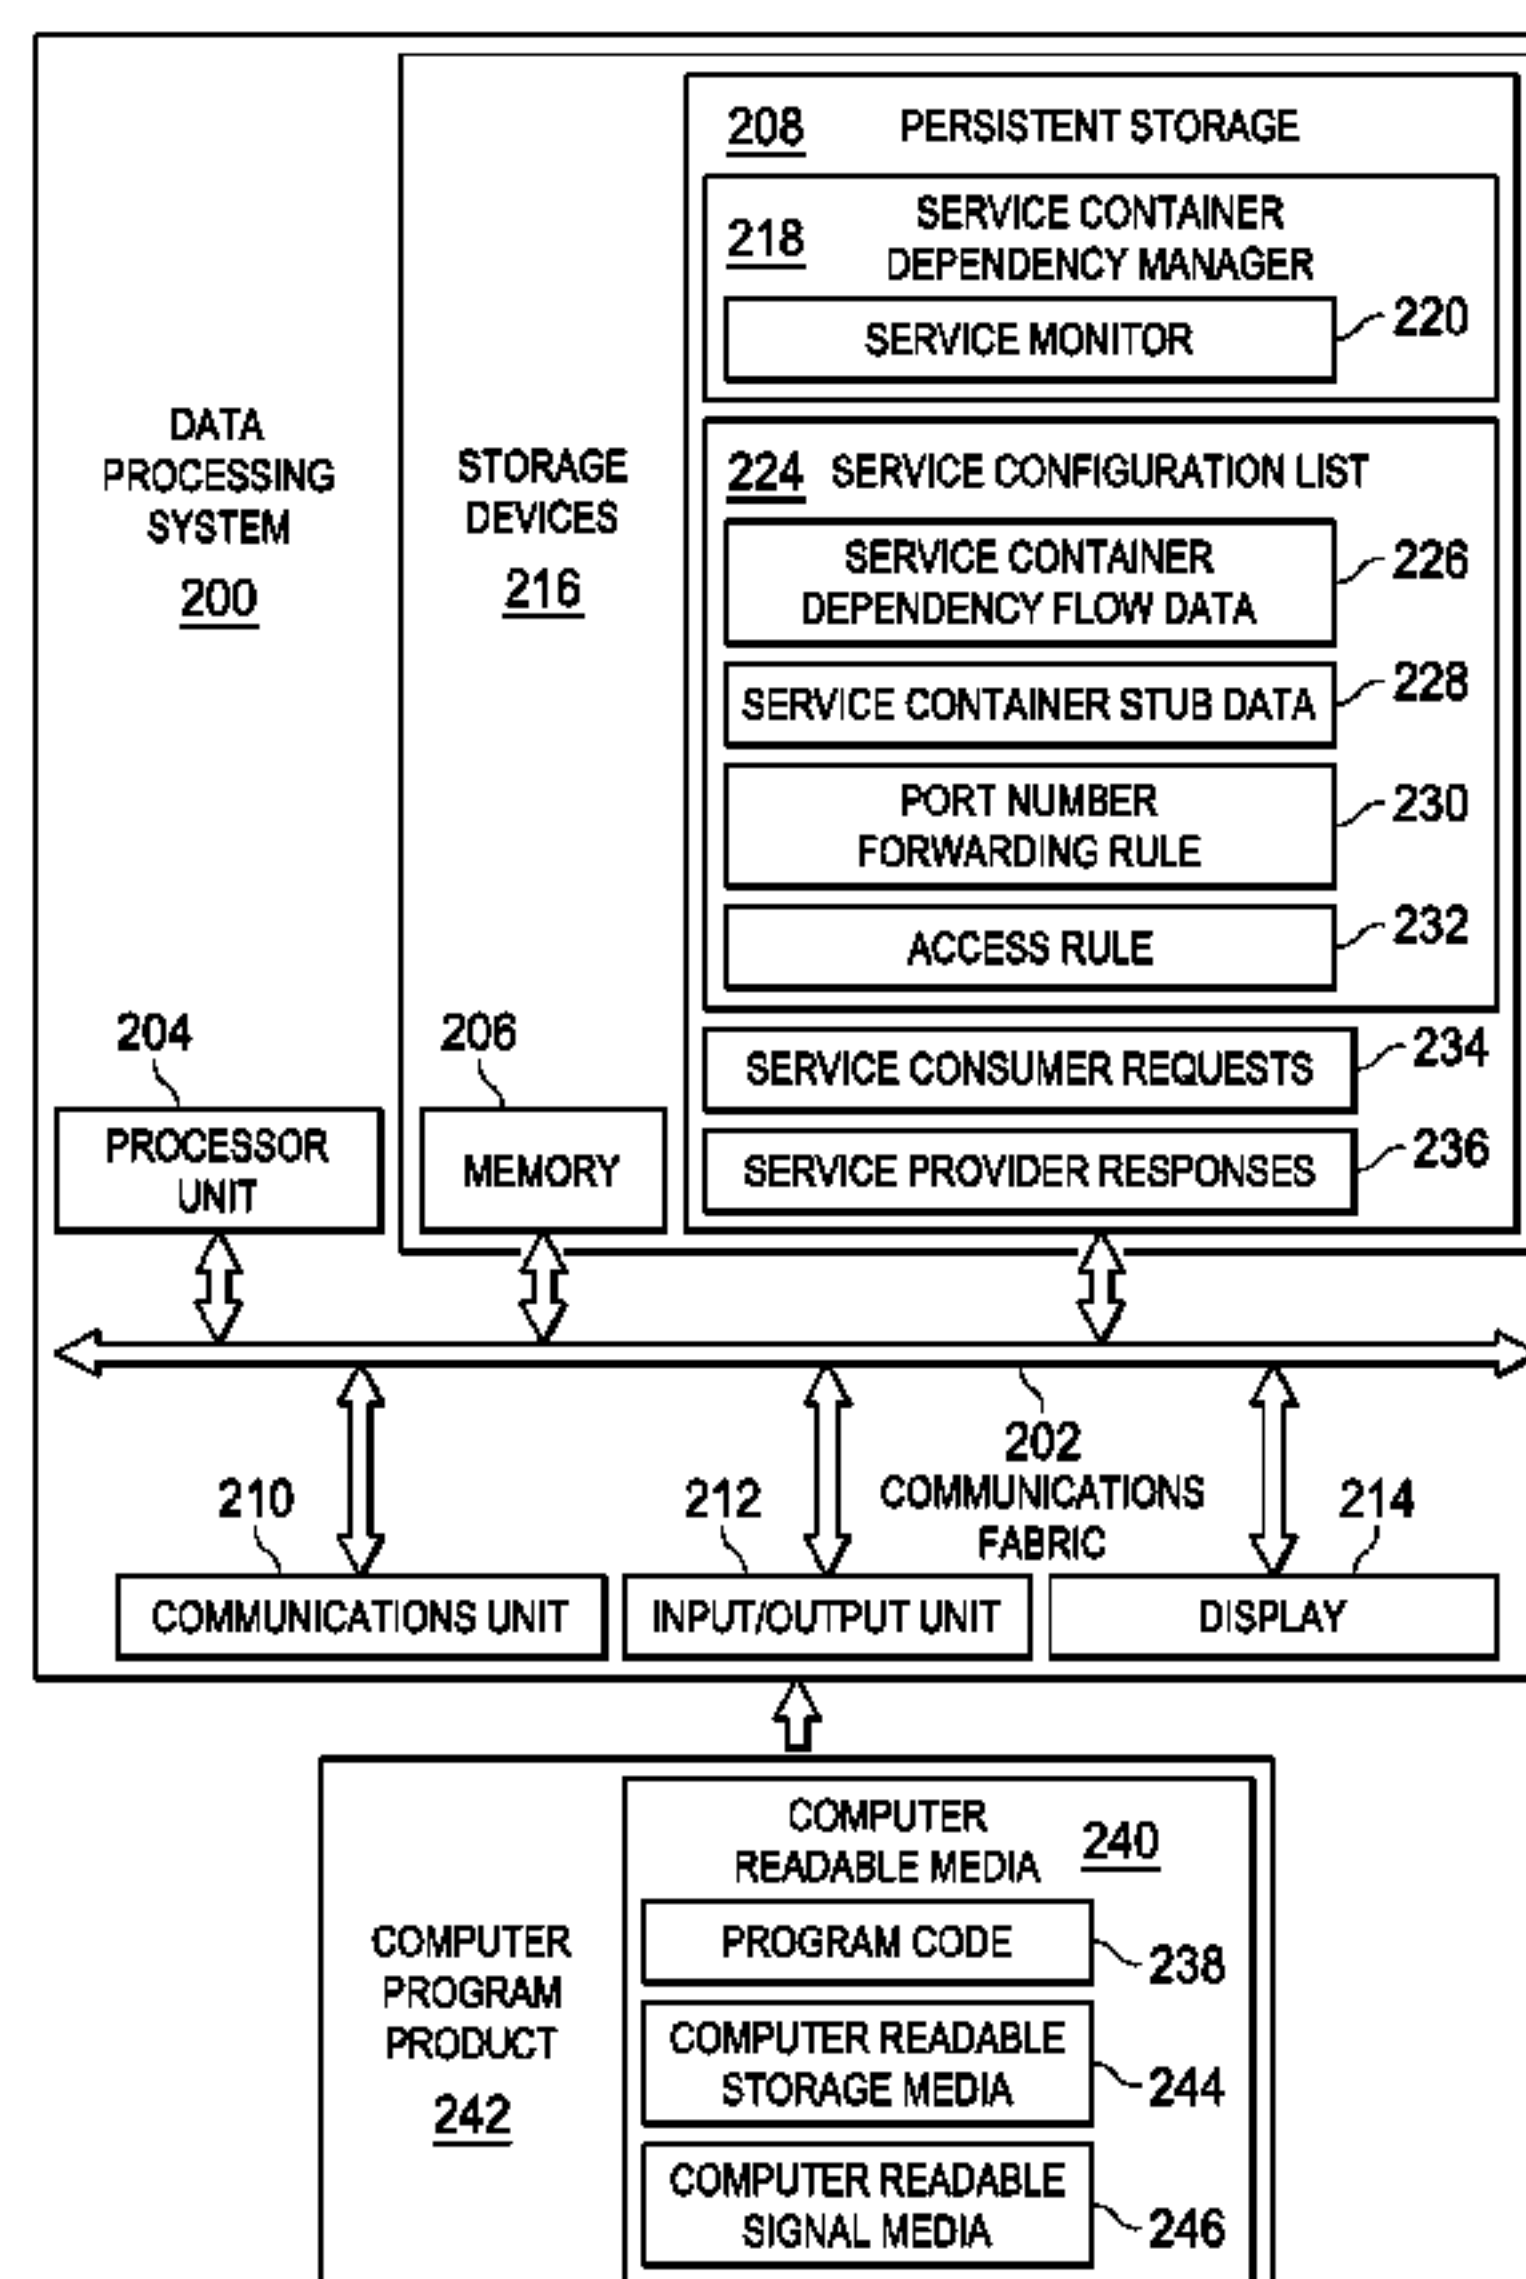 208 PERSISTENT STORAGE
218 SERVICE CONTAINER
DEPENDENCY MANAGER
SERVICE MONITOR 220
DATA
PROCESSING
SYSTEM
200
STORAGE
DEVICES
216
224 SERVICE CONFIGURATION LIST
SERVICE CONTAINER
DEPENDENCY FLOW DATA
226
SERVICE CONTAINER STUB DATA 228
PORT NUMBER
FORWARDING RULE
230
ACCESS RULE 232
SERVICE CONSUMER REQUESTS 234
SERVICE PROVIDER RESPONSES 236
204
PROCESSOR
UNIT
206
MEMORY
202
COMMUNICATIONS
FABRIC
210
COMMUNICATIONS UNIT
212
INPUT/OUTPUT UNIT
214
DISPLAY
COMPUTER
READABLE MEDIA
240
COMPUTER
PROGRAM
PRODUCT
242
PROGRAM CODE 238
COMPUTER READABLE
STORAGE MEDIA
244
COMPUTER READABLE
SIGNAL MEDIA
246